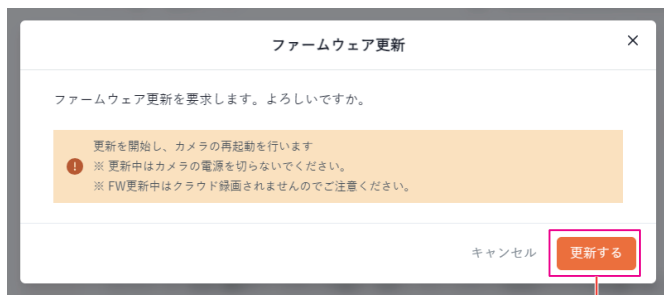 ファームウェア更新
×
ファームウェア更新を要求します。よろしいですか。
更新を開始し、カメラの再起動を行います
※ 更新中はカメラの電源を切らないでください。
※ FW更新中はクラウド録画されませんのでご注意ください。
キャンセル
更新する